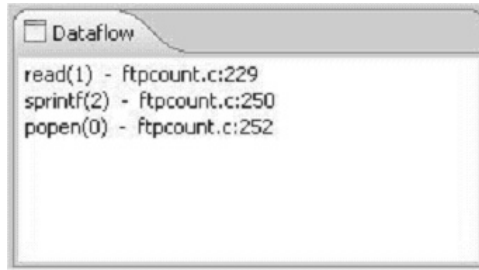 Dataflow
read(1) - ftpcount.c:229
sprintf(2) - ftpcount.c:250
popen(0) - ftpcount.c:252